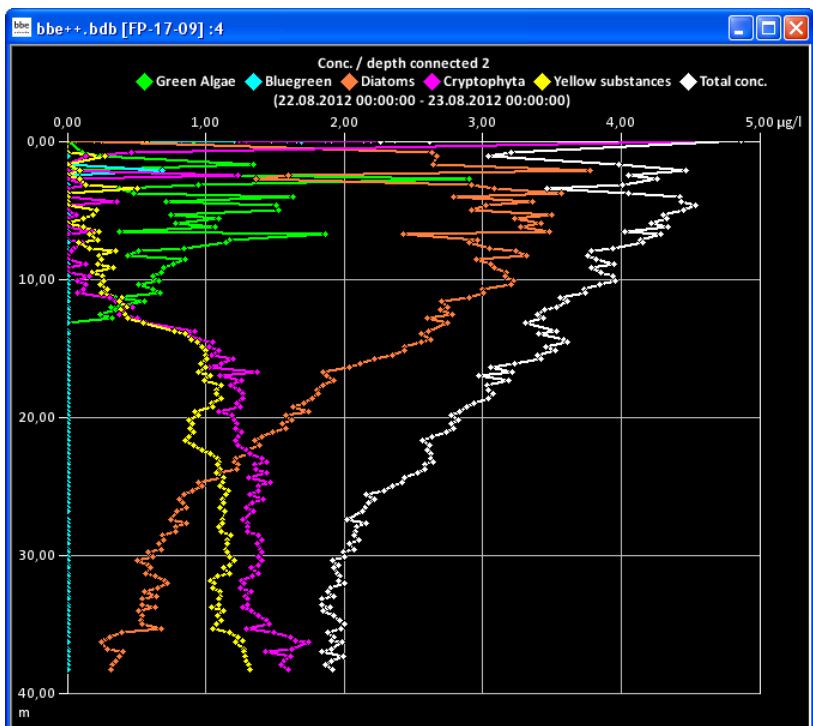 bbe++.bdb [FP-17-09] :4
Conc. / depth connected 2
Green Algae Bluegreen Diatoms Cryptophyta Yellow substances Total conc.
(22.08.2012 00:00:00 - 23.08.2012 00:00:00)
0,00 1,00 2,00 3,00 4,00 5,00 µg/l
0,00
10,00
20,00
30,00
40,00
m